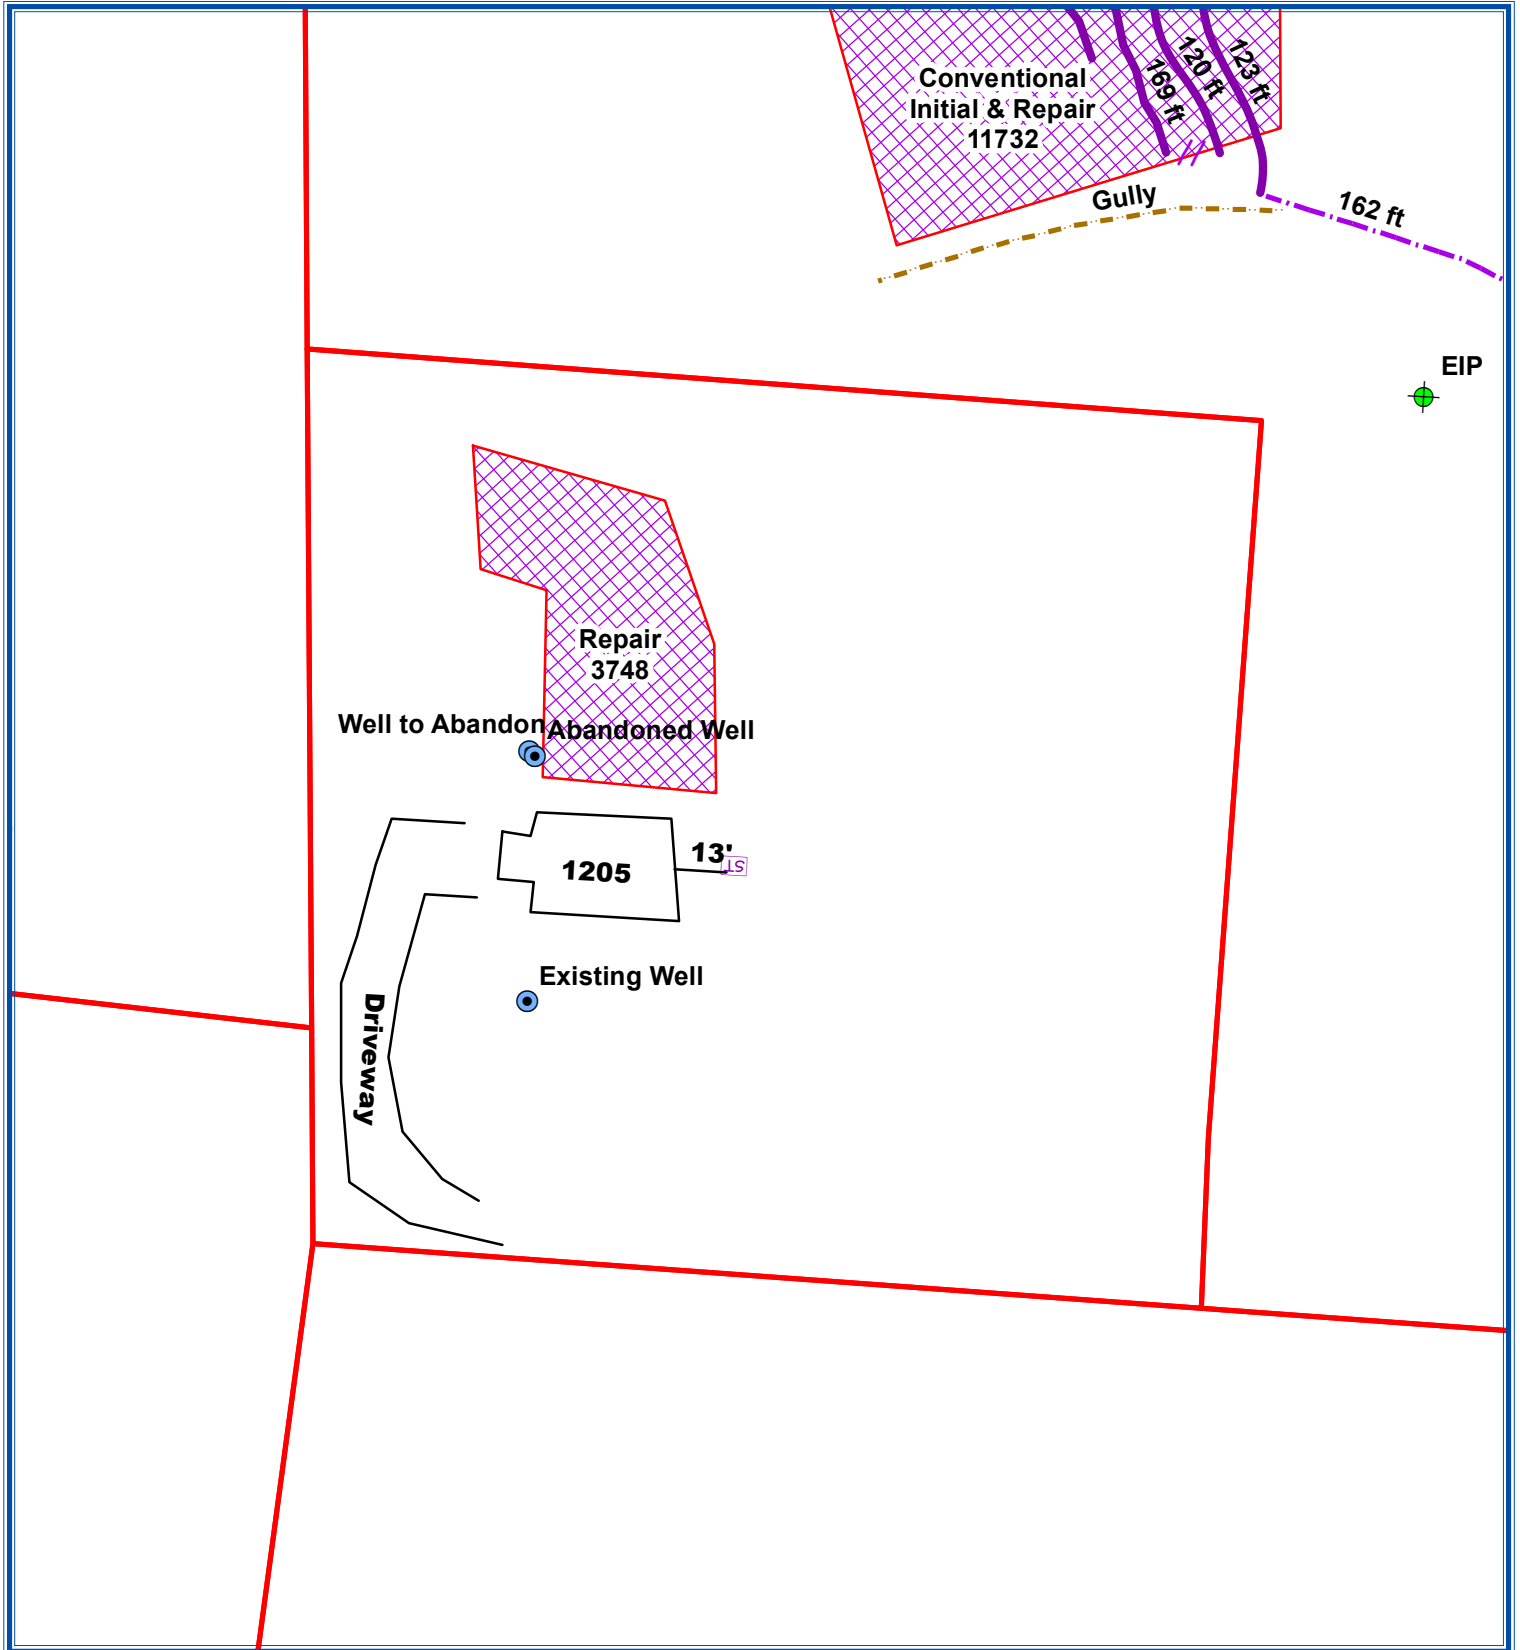 Conventional
Initial & Repair
11732
169 ft
120 ft
123 ft
Gully
162 ft
EIP
Repair
3748
Well to Abandon
Abandoned Well
1205
13'
ST
Existing Well
Driveway